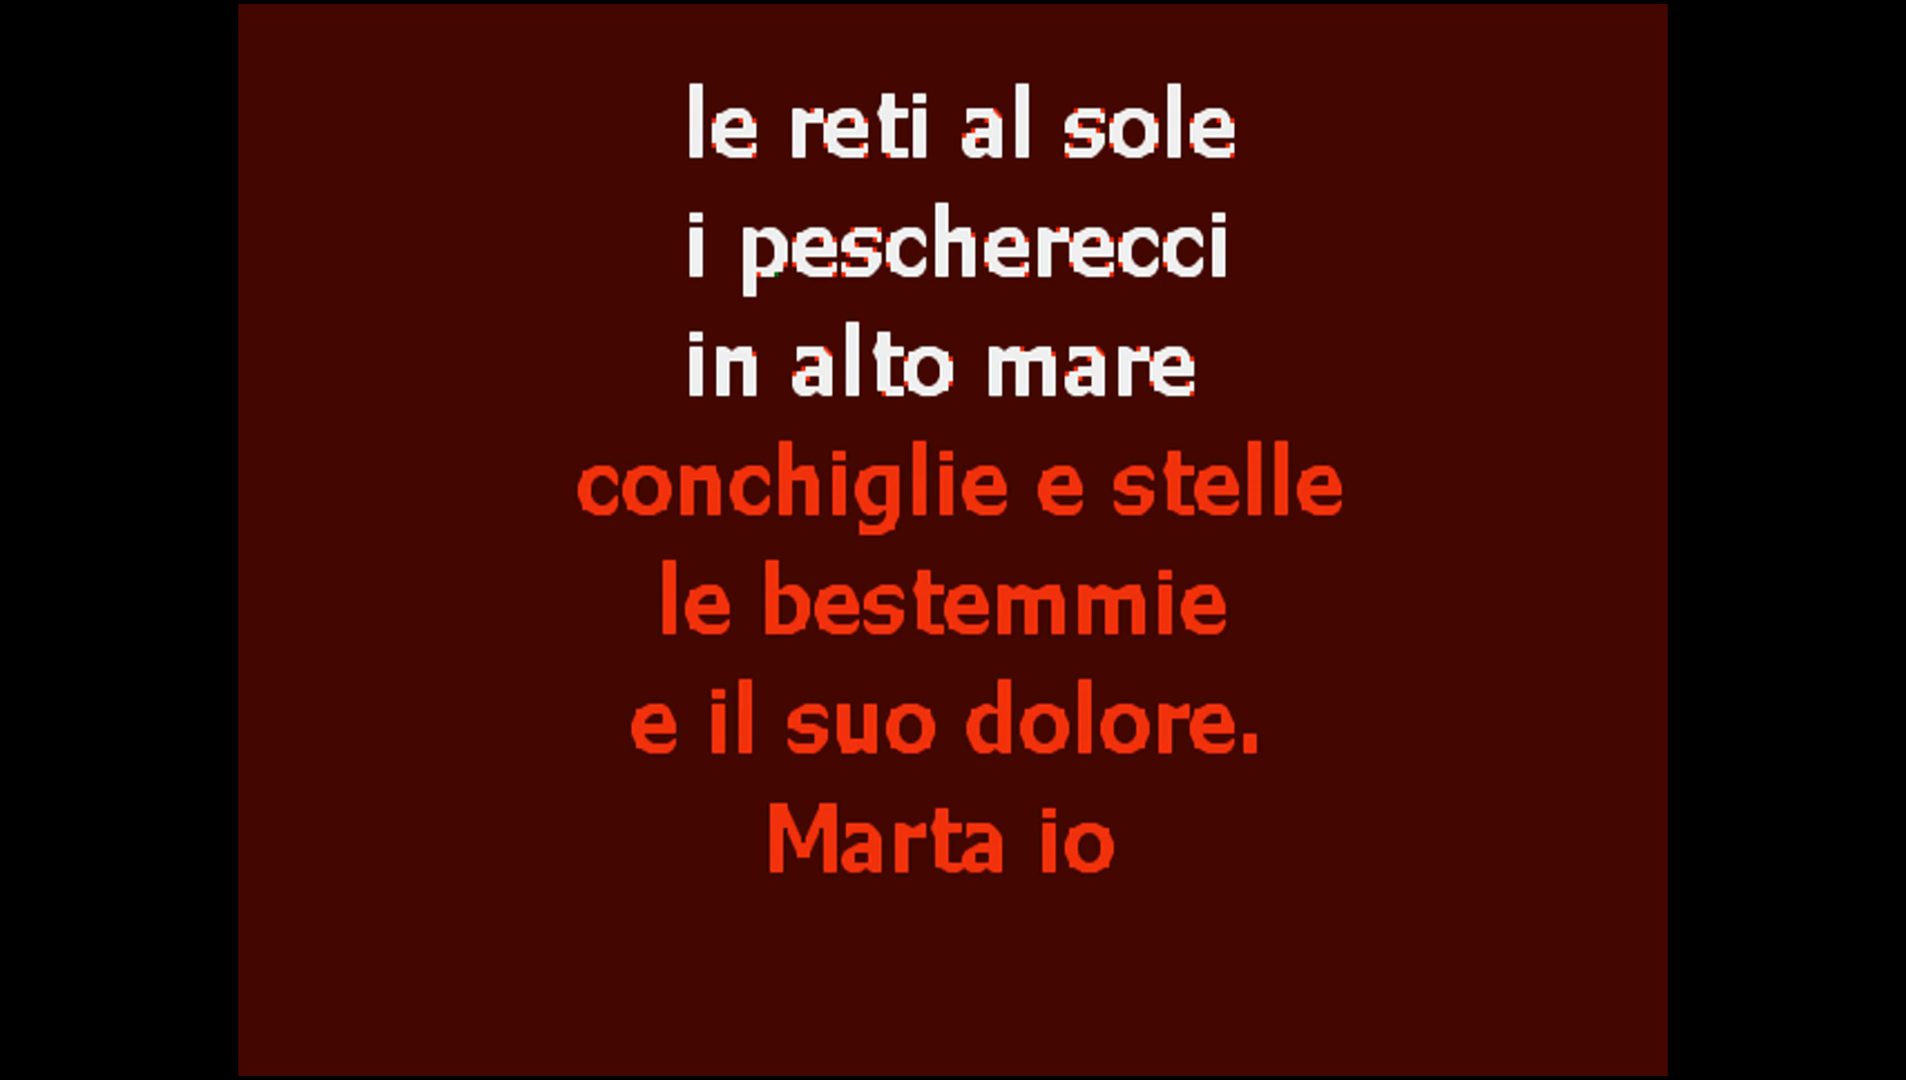 le reti al sole
i pescherecci
in alto mare
conchiglie e stelle
le bestemmie
e il suo dolore.
Marta io